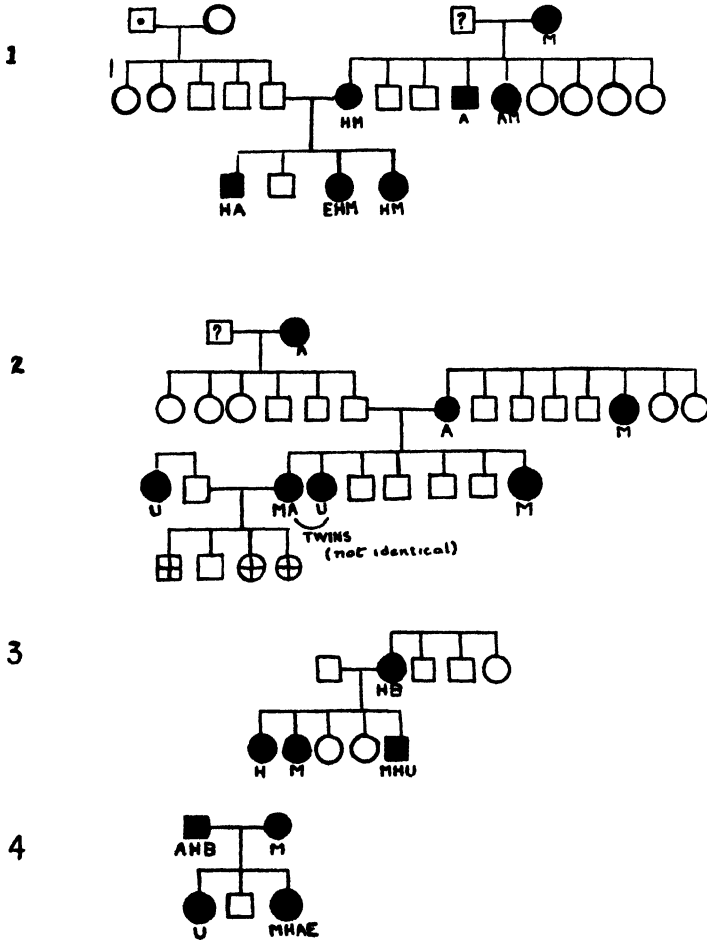 ? M
1
HM A AM
HA EHM HM
? A
2
A M
U MA U M
TWINS
(not identical)
3
HB
H M MHU
4
AHB M
U MHAE